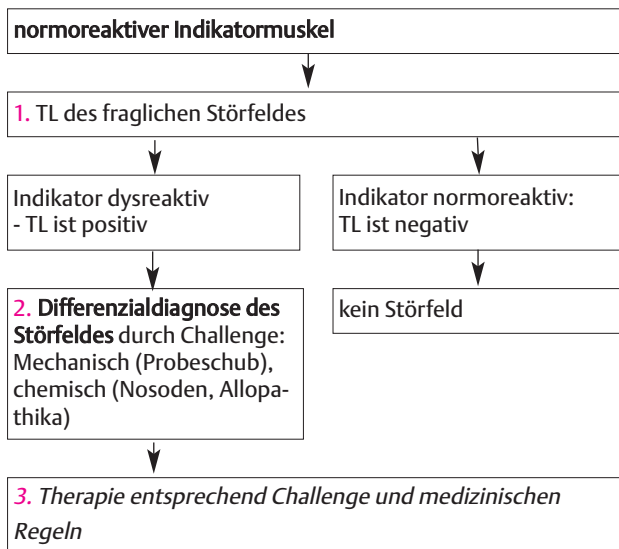 normoreaktiver Indikatormuskel
1. TL des fraglichen Störfeldes
Indikator dysreaktiv
- TL ist positiv
Indikator normoreaktiv:
TL ist negativ
2. Differenzialdiagnose des
Störfeldes durch Challenge:
Mechanisch (Probeschub),
chemisch (Nosoden, Allopa-
thika)
kein Störfeld
3. Therapie entsprechend Challenge und medizinischen
Regeln